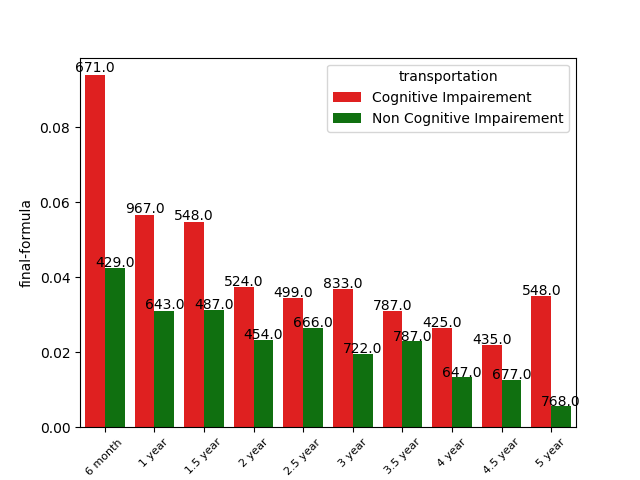 671.0
transportation
Cognitive Impairement
Non Cognitive Impairement
0.08
0.06
0.04
0.02
0.00
final-formula
429.0
967.0
643.0
548.0
487.0
524.0
454.0
499.0
666.0
833.0
722.0
787.0
787.0
425.0
647.0
435.0
677.0
548.0
768.0
6 month
1 year
1.5 year
2 year
2.5 year
3 year
3.5 year
4 year
4.5 year
5 year